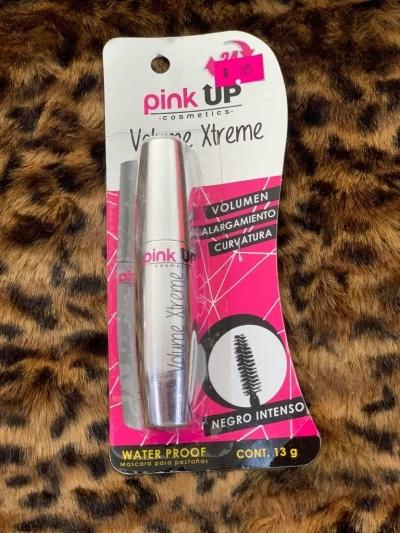 24
$ 85
pink UP
·cosmetics·
Volume Xtreme
VOLUMEN
ALARGAMIENTO
CURVATURA
pink UP
cosmetics
Volume Xtreme
NEGRO INTENSO
WATER PROOF
Mascara para pestañas
CONT. 13 g